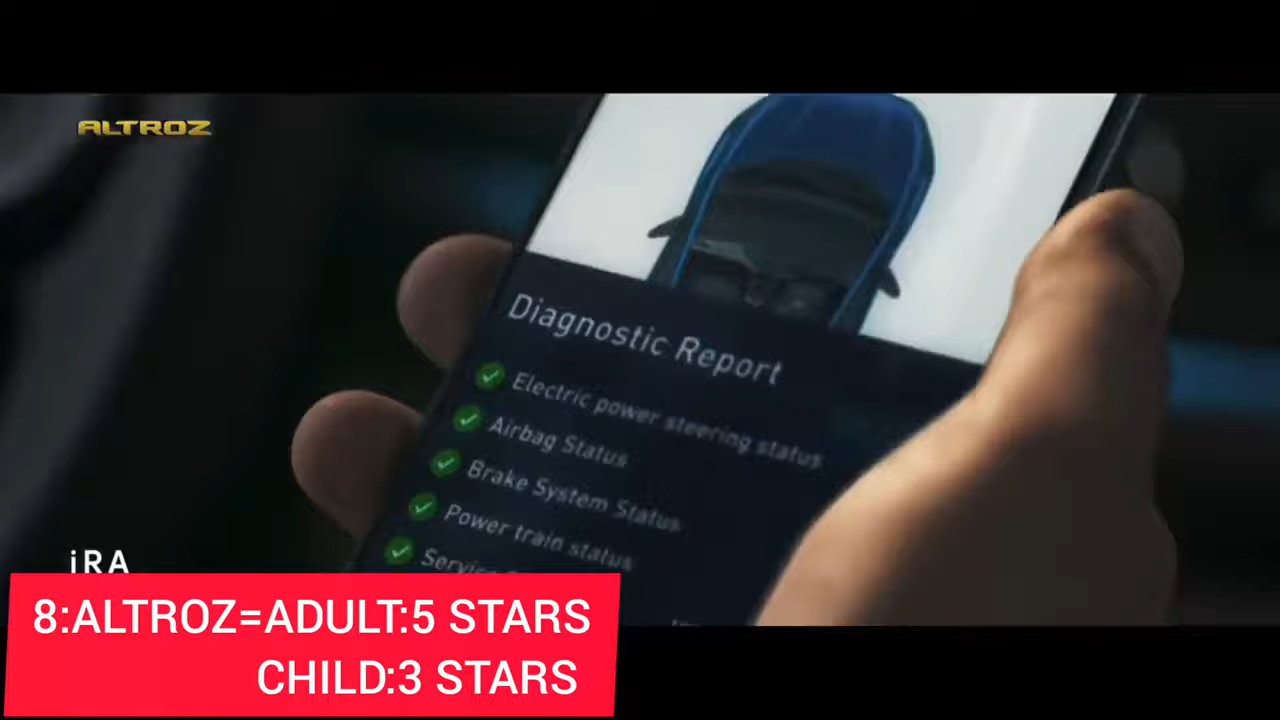 ALTROZ
Diagnostic Report
Electric power steering status
Airbag Status
Brake System Status
Power train status
Service
iRA
8:ALTROZ=ADULT:5 STARS
CHILD:3 STARS